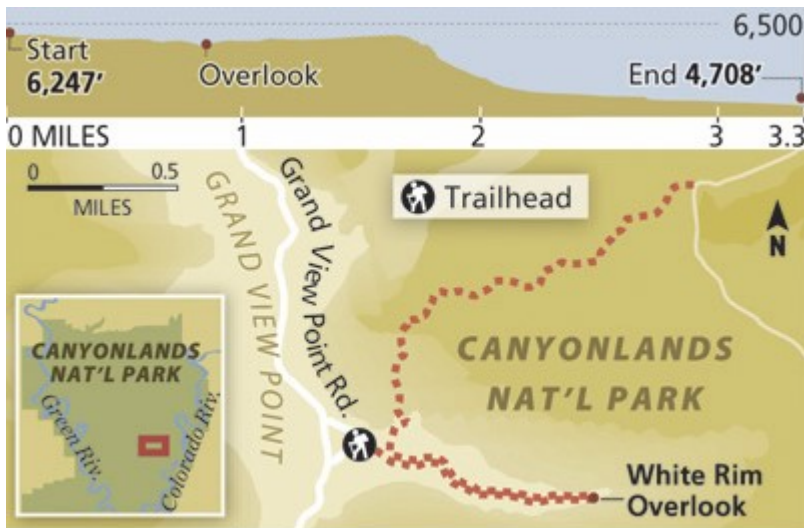 6,500
Start
6,247’
Overlook
End 4,708’
0 MILES
1
2
3
3.3
0
0.5
MILES
Grand View Point Rd.
GRAND VIEW POINT
Trailhead
N
CANYONLANDS
NAT’L PARK
CANYONLANDS
NAT’L PARK
Green Riv.
Colorado Riv.
White Rim
Overlook